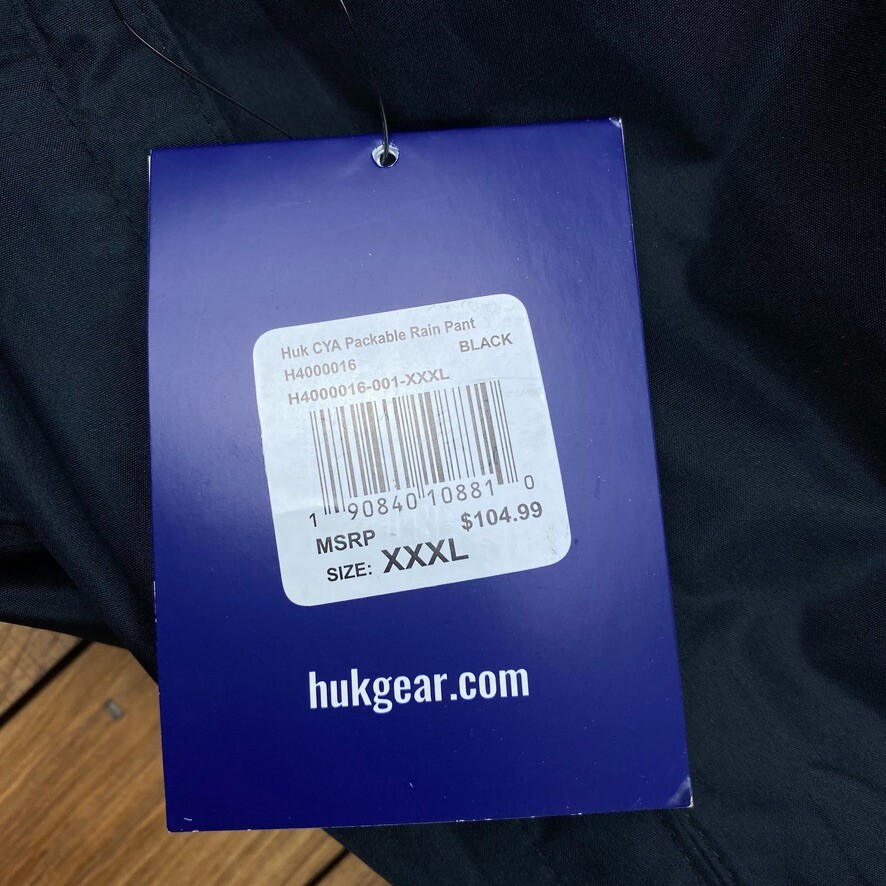 Huk CYA Packable Rain Pant
H4000016 BLACK
H4000016-001-XXXL
1 90840 10881 0
MSRP $104.99
SIZE: XXXL
hukgear.com